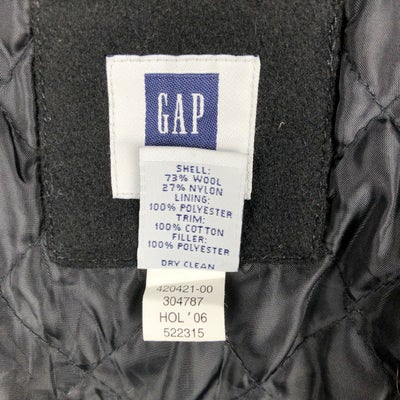 GAP
SHELL:
73% WOOL
27% NYLON
LINING:
100% POLYESTER
TRIM:
100% COTTON
FILLER:
100% POLYESTER
DRY CLEAN
420421-00
304787
HOL '06
522315